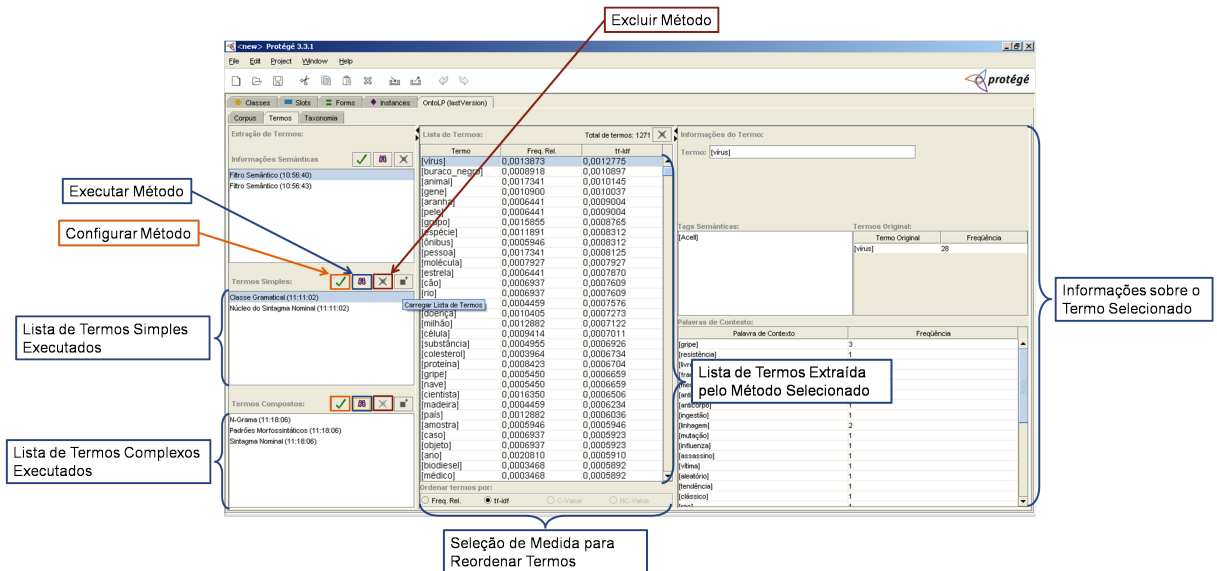 Excluir Método
<new> Protégé 3.3.1
File Edit Project Window Help
protégé
Classes Slots Forms Instances OntoLP (lastVersion)
Corpus Termos Taxonomia
Extração de Termos:
Informações Semânticas
Filtro Semântico (10:56:40)
Filtro Semântico (10:56:43)
Executar Método
Configurar Método
Termos Simples:
Classe Gramatical (11:11:02)
Núcleo do Sintagma Nominal (11:11:02)
Carregar Lista de Termos
Lista de Termos Simples
Executados
Termos Compostos:
N-Grama (11:18:06)
Padrões Morfossintáticos (11:18:06)
Sintagma Nominal (11:18:06)
Lista de Termos Complexos
Executados
Lista de Termos: Total de termos: 1271
Termo Freq. Rel. tf-idf
[vírus] 0,0013873 0,0012775
[buraco_negro] 0,0008918 0,0010897
[animal] 0,0017341 0,0010145
[gene] 0,0010900 0,0010037
[aranha] 0,0006441 0,0009004
[pele] 0,0006441 0,0009004
[grupo] 0,0015855 0,0008765
[espécie] 0,0011891 0,0008312
[ônibus] 0,0005946 0,0008312
[pessoa] 0,0017341 0,0008125
[molécula] 0,0007927 0,0007927
[estrela] 0,0006441 0,0007870
[cão] 0,0006937 0,0007609
[rio] 0,0006937 0,0007609
0,0004459 0,0007576
[doença] 0,0010405 0,0007273
[milhão] 0,0012882 0,0007122
[célula] 0,0009414 0,0007011
[substância] 0,0004955 0,0006926
[colesterol] 0,0003964 0,0006734
[proteína] 0,0008423 0,0006704
[gripe] 0,0005450 0,0006659
[nave] 0,0005450 0,0006659
[cientista] 0,0016350 0,0006506
[madeira] 0,0004459 0,0006234
[país] 0,0012882 0,0006036
[amostra] 0,0005946 0,0005946
[caso] 0,0006937 0,0005923
[objeto] 0,0006937 0,0005923
[ano] 0,0020810 0,0005910
[biodiesel] 0,0003468 0,0005892
[médico] 0,0003468 0,0005892
Ordenar termos por:
Freq. Rel. tf-idf C-Value NC-Value
Seleção de Medida para
Reordenar Termos
Informações do Termo:
Termo: [vírus]
Tags Semânticas:
[Acell]
Termos Original:
Termo Original Freqüência
[vírus] 28
Palavras de Contexto:
Palavra de Contexto Freqüência
[gripe] 3
[resistência] 1
Lista de Termos Extraída
pelo Método Selecionado
[anticorpo] 1
[ingestão] 1
[linhagem] 2
[mutação] 1
[influenza] 1
[assassino] 1
[vítima] 1
[aleatório] 1
[tendência] 1
[clássico] 1
Informações sobre o
Termo Selecionado